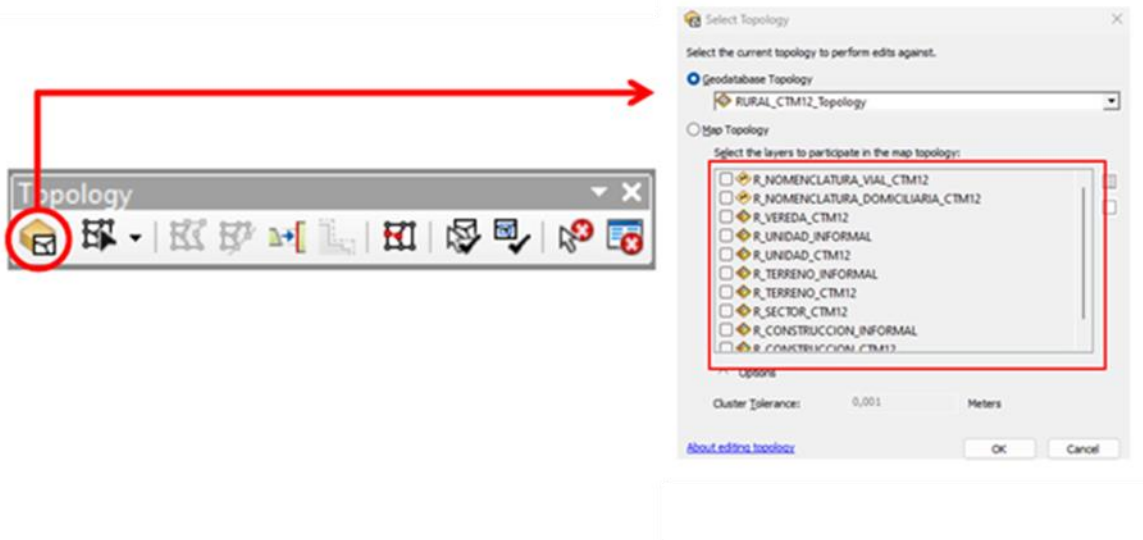 Topology
Select Topology
Select the current topology to perform edits against.
Geodatabase Topology
RURAL_CTM12_Topology
Map Topology
Select the layers to participate in the map topology:
R_NOMENCLATURA_VIAL_CTM12
R_NOMENCLATURA_DOMICILIARIA_CTM12
R_VEREDA_CTM12
R_UNIDAD_INFORMAL
R_UNIDAD_CTM12
R_TERRENO_INFORMAL
R_TERRENO_CTM12
R_SECTOR_CTM12
R_CONSTRUCCION_INFORMAL
R_CONSTRUCCION_CTM12
Options
Cluster Tolerance: 0,001 Meters
About editing topology OK Cancel